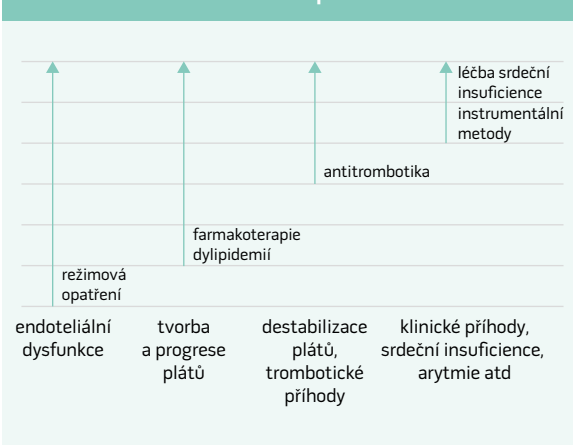 léčba srdeční
insuficience
instrumentální
metody
antitrombotika
farmakoterapie
dylipidemií
režimová
opatření
endoteliální
dysfunkce
tvorba
a progrese
plátů
destabilizace
plátů,
trombotické
příhody
klinické příhody,
srdeční insuficience,
arytmie atd